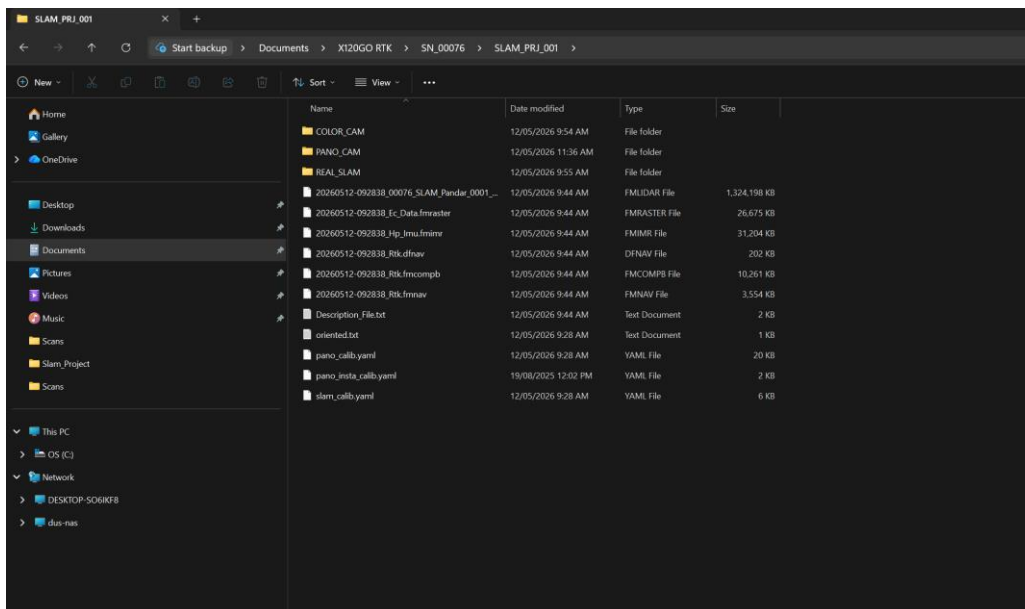 SLAM_PRJ_001
Start backup > Documents > X120GO RTK > SN_00076 > SLAM_PRJ_001 >
New Sort View ...
Name Date modified Type Size
COLOR_CAM 12/05/2026 9:54 AM File folder
PANO_CAM 12/05/2026 11:36 AM File folder
REAL_SLAM 12/05/2026 9:55 AM File folder
20260512-092838_00076_SLAM_Pandar_0001_... 12/05/2026 9:44 AM FMLIDAR File 1,324,198 KB
20260512-092838_Ec_Data.fmraster 12/05/2026 9:44 AM FMRASTER File 26,675 KB
20260512-092838_Hp_Imu.fmimr 12/05/2026 9:44 AM FMIMR File 31,204 KB
20260512-092838_Rtk.dfnav 12/05/2026 9:44 AM DFNAV File 202 KB
20260512-092838_Rtk.fmcompb 12/05/2026 9:44 AM FMCOMPB File 10,261 KB
20260512-092838_Rtk.fmnav 12/05/2026 9:44 AM FMNAV File 3,554 KB
Description_File.txt 12/05/2026 9:44 AM Text Document 2 KB
oriented.txt 12/05/2026 9:28 AM Text Document 1 KB
pano_calib.yaml 12/05/2026 9:28 AM YAML File 20 KB
pano_insta_calib.yaml 19/08/2025 12:02 PM YAML File 2 KB
slam_calib.yaml 12/05/2026 9:28 AM YAML File 6 KB
Home
Gallery
OneDrive
Desktop
Downloads
Documents
Pictures
Videos
Music
Scans
Slam_Project
Scans
This PC
OS (C:)
Network
DESKTOP-SO6IKF8
dus-nas